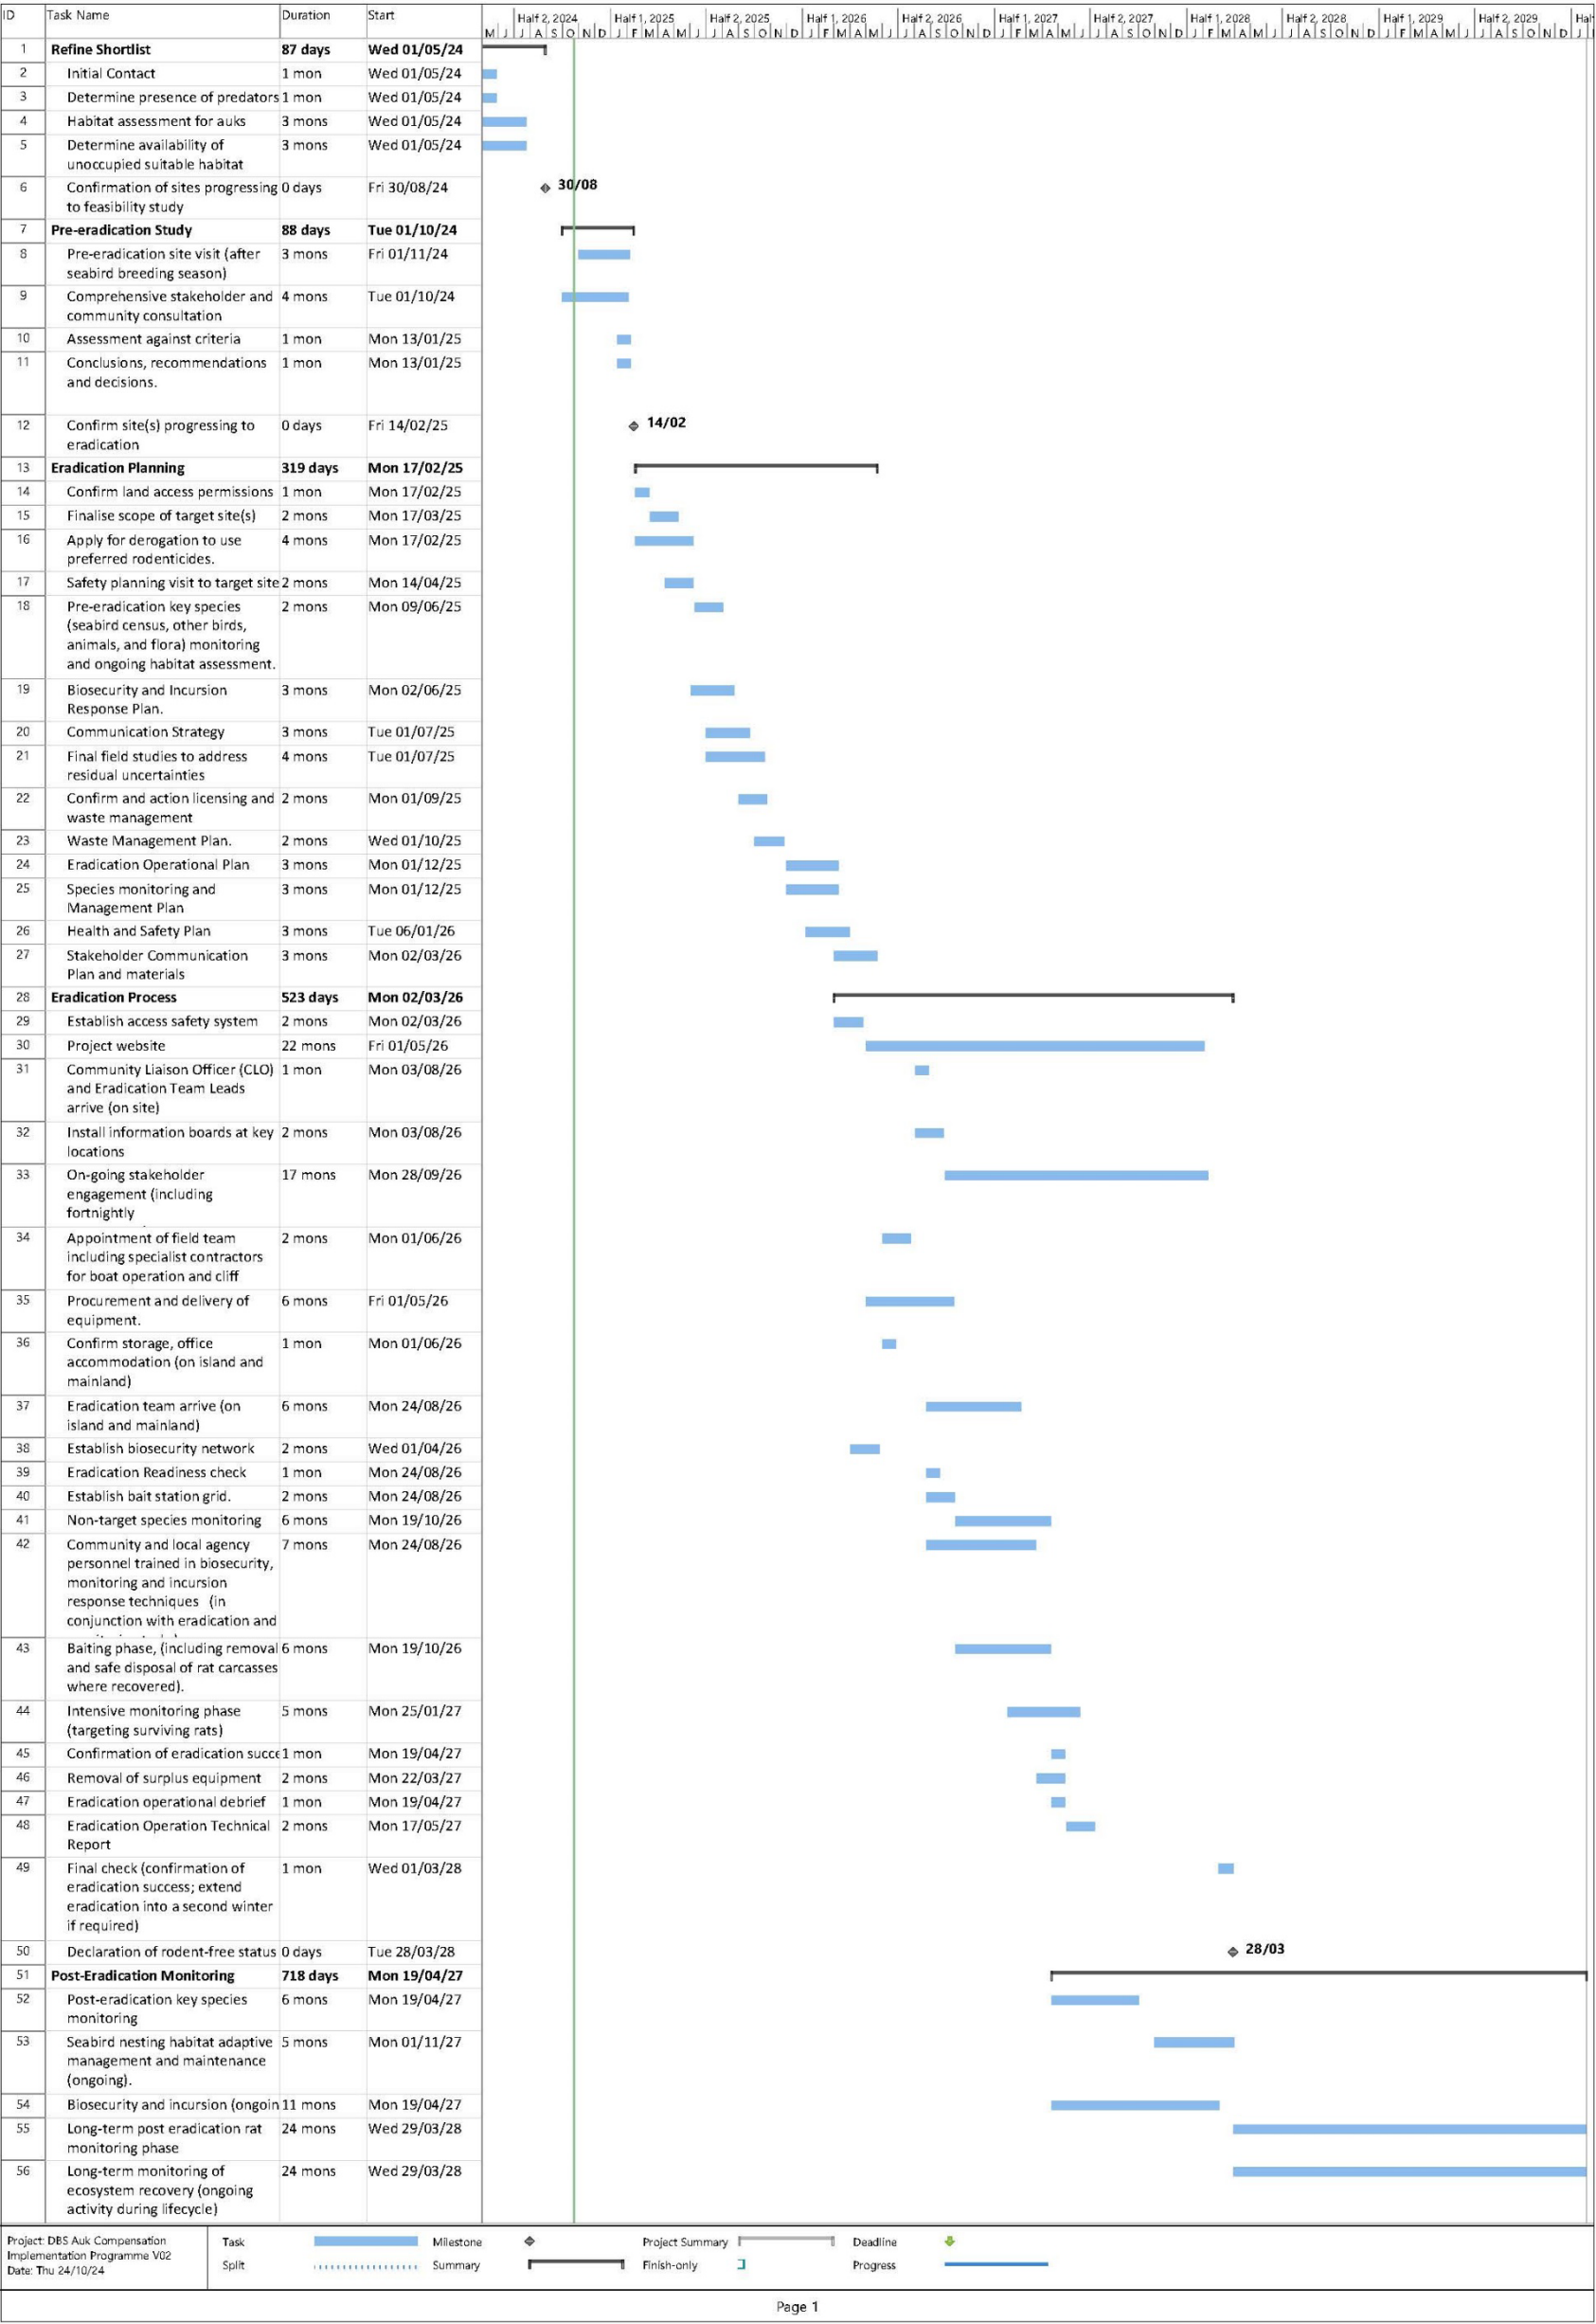 ID Task Name Duration Start Half 2, 2024 Half 1, 2025 Half 2, 2025 Half 1, 2026 Half 2, 2026 Half 1, 2027 Half 2, 2027 Half 1, 2028 Half 2, 2028 Half 1, 2029 Half 2, 2029 Hal
M J J A S O N D J F M A M J J A S O N D J F M A M J J A S O N D J F M A M J J A S O N D J F M A M J J A S O N D J F M A M J J A S O N D J
1 Refine Shortlist 87 days Wed 01/05/24
2 Initial Contact 1 mon Wed 01/05/24
3 Determine presence of predators 1 mon Wed 01/05/24
4 Habitat assessment for auks 3 mons Wed 01/05/24
5 Determine availability of 3 mons Wed 01/05/24
unoccupied suitable habitat
6 Confirmation of sites progressing 0 days Fri 30/08/24 30/08
to feasibility study
7 Pre-eradication Study 88 days Tue 01/10/24
8 Pre-eradication site visit (after 3 mons Fri 01/11/24
seabird breeding season)
9 Comprehensive stakeholder and 4 mons Tue 01/10/24
community consultation
10 Assessment against criteria 1 mon Mon 13/01/25
11 Conclusions, recommendations 1 mon Mon 13/01/25
and decisions.
12 Confirm site(s) progressing to 0 days Fri 14/02/25 14/02
eradication
13 Eradication Planning 319 days Mon 17/02/25
14 Confirm land access permissions 1 mon Mon 17/02/25
15 Finalise scope of target site(s) 2 mons Mon 17/03/25
16 Apply for derogation to use 4 mons Mon 17/02/25
preferred rodenticides.
17 Safety planning visit to target site 2 mons Mon 14/04/25
18 Pre-eradication key species 2 mons Mon 09/06/25
(seabird census, other birds,
animals, and flora) monitoring
and ongoing habitat assessment.
19 Biosecurity and Incursion 3 mons Mon 02/06/25
Response Plan.
20 Communication Strategy 3 mons Tue 01/07/25
21 Final field studies to address 4 mons Tue 01/07/25
residual uncertainties
22 Confirm and action licensing and 2 mons Mon 01/09/25
waste management
23 Waste Management Plan. 2 mons Wed 01/10/25
24 Eradication Operational Plan 3 mons Mon 01/12/25
25 Species monitoring and 3 mons Mon 01/12/25
Management Plan
26 Health and Safety Plan 3 mons Tue 06/01/26
27 Stakeholder Communication 3 mons Mon 02/03/26
Plan and materials
28 Eradication Process 523 days Mon 02/03/26
29 Establish access safety system 2 mons Mon 02/03/26
30 Project website 22 mons Fri 01/05/26
31 Community Liaison Officer (CLO) 1 mon Mon 03/08/26
and Eradication Team Leads
arrive (on site)
32 Install information boards at key 2 mons Mon 03/08/26
locations
33 On-going stakeholder 17 mons Mon 28/09/26
engagement (including
fortnightly
34 Appointment of field team 2 mons Mon 01/06/26
including specialist contractors
for boat operation and cliff
35 Procurement and delivery of 6 mons Fri 01/05/26
equipment.
36 Confirm storage, office 1 mon Mon 01/06/26
accommodation (on island and
mainland)
37 Eradication team arrive (on 6 mons Mon 24/08/26
island and mainland)
38 Establish biosecurity network 2 mons Wed 01/04/26
39 Eradication Readiness check 1 mon Mon 24/08/26
40 Establish bait station grid. 2 mons Mon 24/08/26
41 Non-target species monitoring 6 mons Mon 19/10/26
42 Community and local agency 7 mons Mon 24/08/26
personnel trained in biosecurity,
monitoring and incursion
response techniques (in
conjunction with eradication and
43 Baiting phase, (including removal 6 mons Mon 19/10/26
and safe disposal of rat carcasses
where recovered).
44 Intensive monitoring phase 5 mons Mon 25/01/27
(targeting surviving rats)
45 Confirmation of eradication succe 1 mon Mon 19/04/27
46 Removal of surplus equipment 2 mons Mon 22/03/27
47 Eradication operational debrief 1 mon Mon 19/04/27
48 Eradication Operation Technical 2 mons Mon 17/05/27
Report
49 Final check (confirmation of 1 mon Wed 01/03/28
eradication success; extend
eradication into a second winter
if required)
50 Declaration of rodent-free status 0 days Tue 28/03/28 28/03
51 Post-Eradication Monitoring 718 days Mon 19/04/27
52 Post-eradication key species 6 mons Mon 19/04/27
monitoring
53 Seabird nesting habitat adaptive 5 mons Mon 01/11/27
management and maintenance
(ongoing).
54 Biosecurity and incursion (ongoin 11 mons Mon 19/04/27
55 Long-term post eradication rat 24 mons Wed 29/03/28
monitoring phase
56 Long-term monitoring of 24 mons Wed 29/03/28
ecosystem recovery (ongoing
activity during lifecycle)
Project: DBS Auk Compensation
Implementation Programme V02
Date: Thu 24/10/24
Task Milestone Project Summary Deadline
Split Summary Finish-only Progress
Page 1